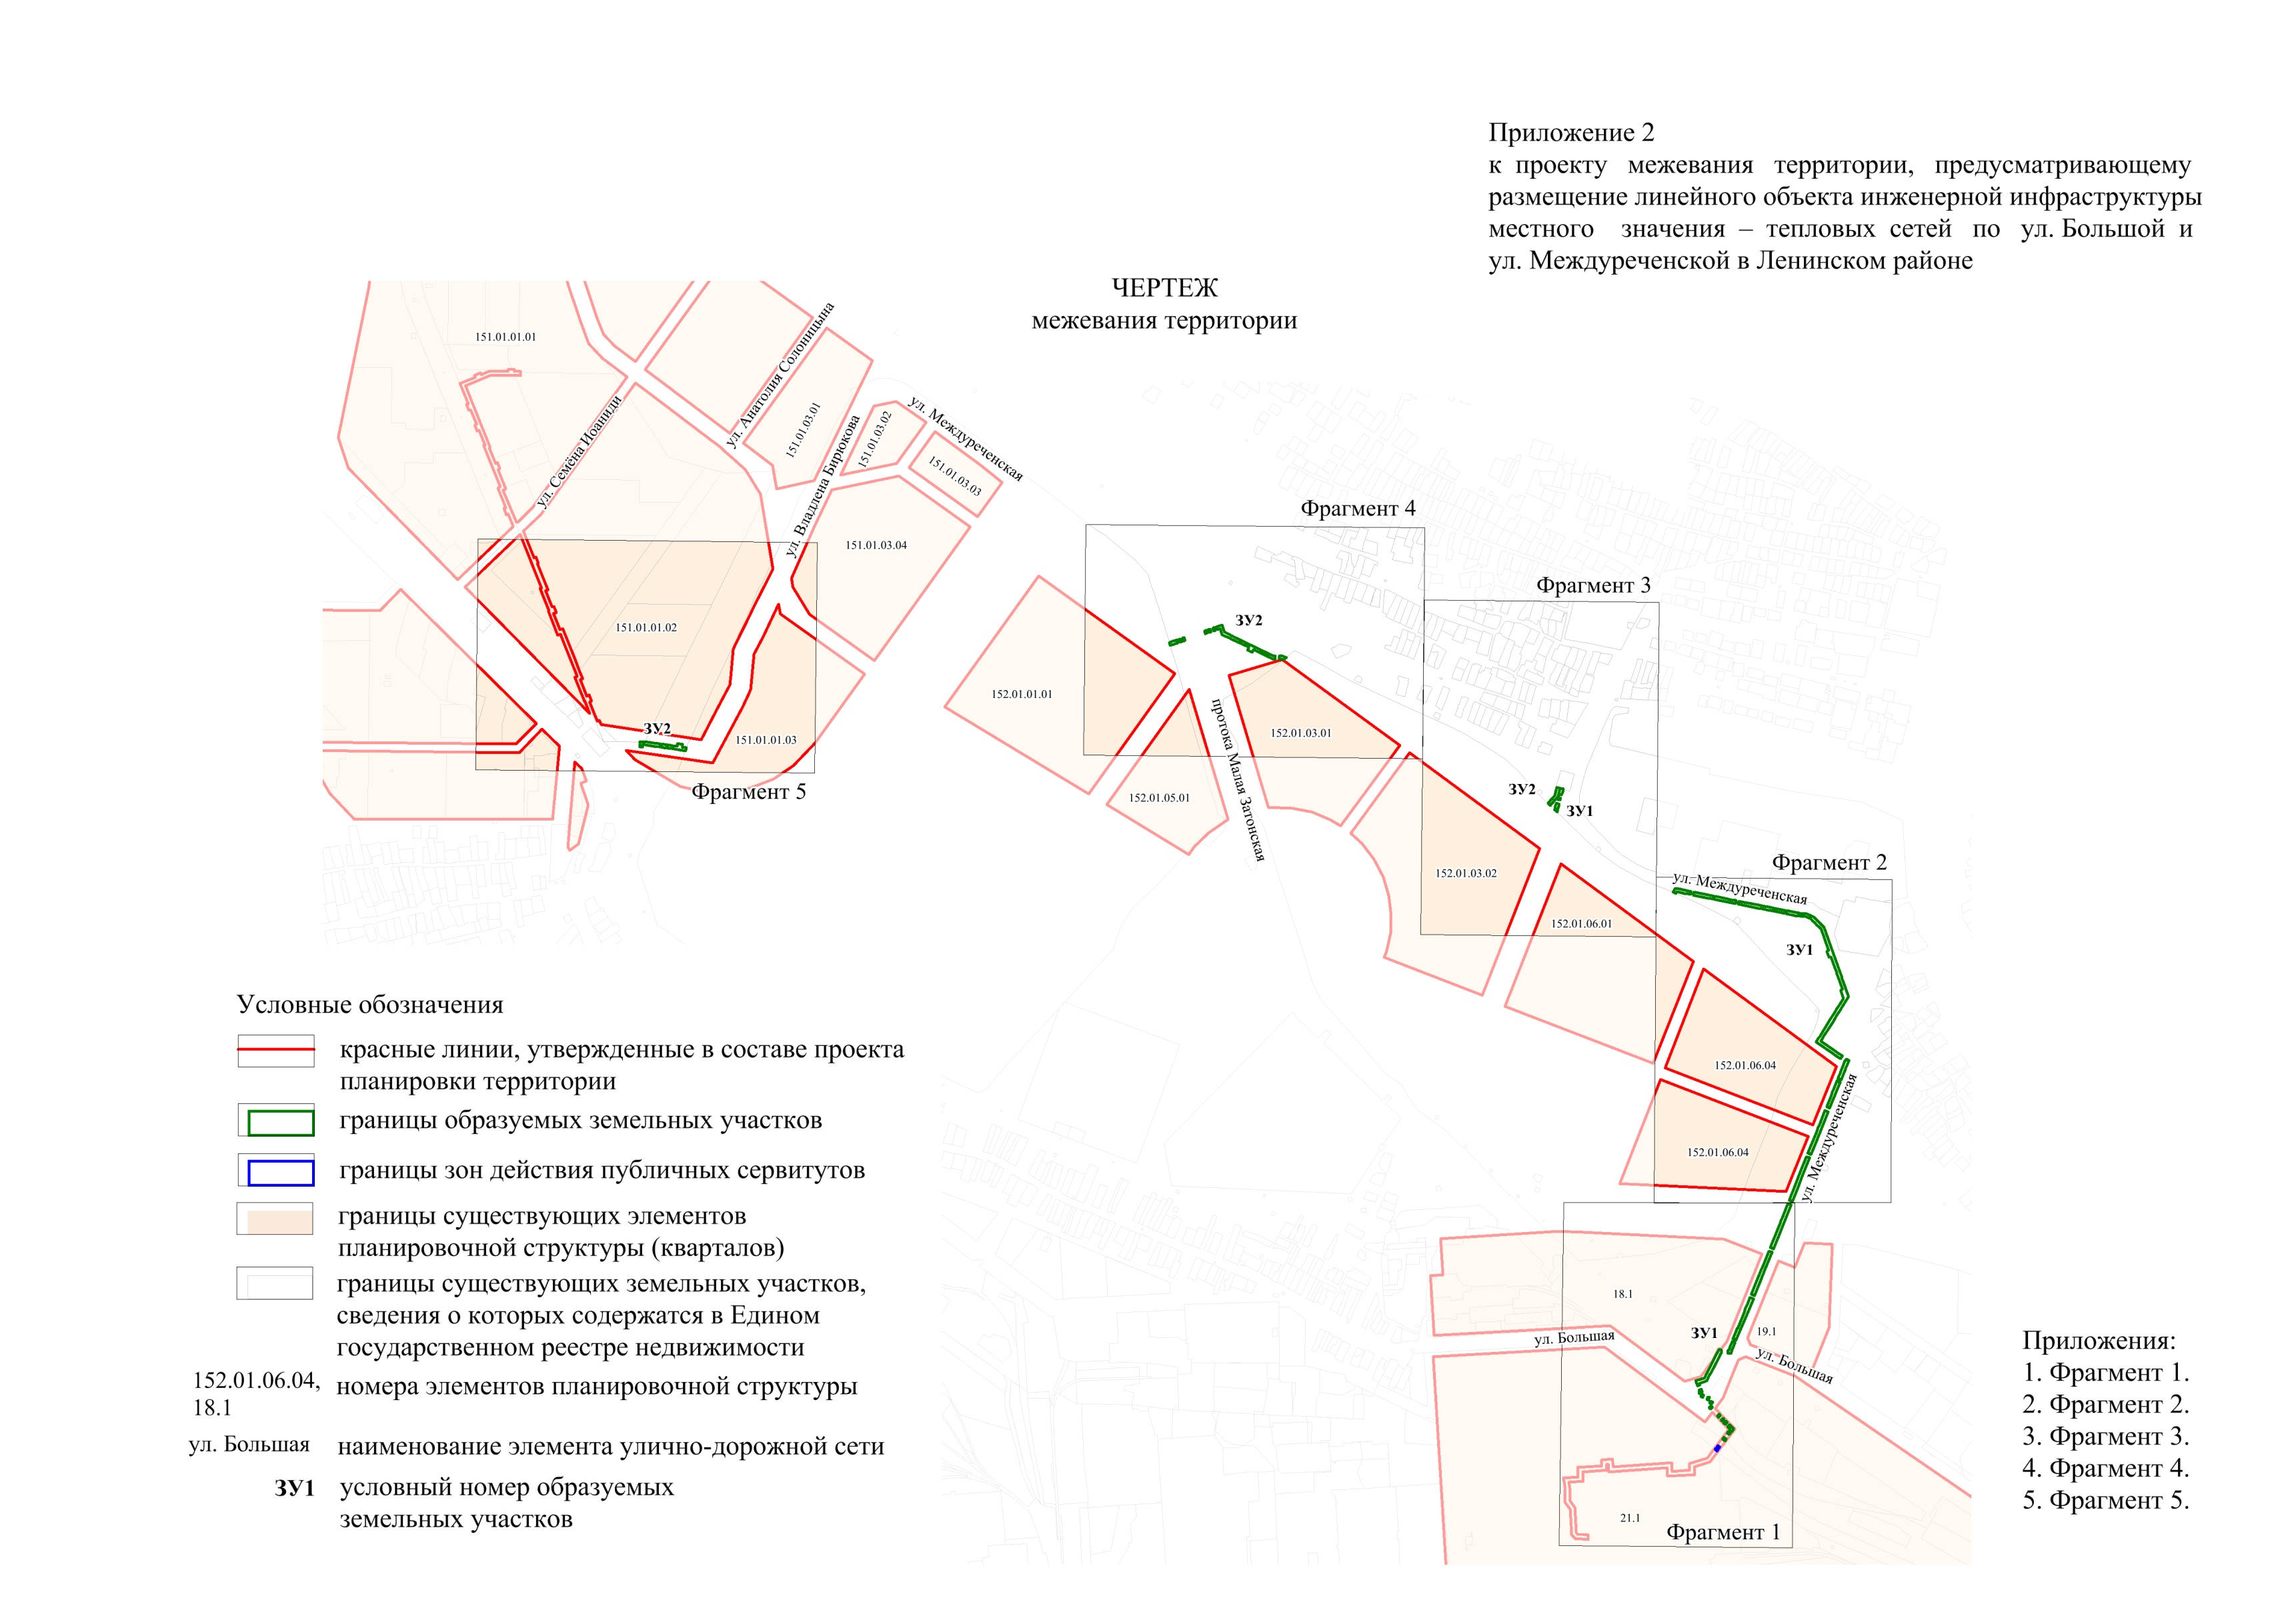 Приложение 2
к проекту межевания территории, предусматривающему
размещение линейного объекта инженерной инфраструктуры
местного значения – тепловых сетей по ул. Большой и
ул. Междуреченской в Ленинском районе
ЧЕРТЕЖ
межевания территории
151.01.01.01
ул. Семёна Иоаниди
ул. Анатолия Солоницына
151.01.03.01
ул. Владлена Бирюкова
151.01.03.02
ул. Междуреченская
151.01.03.03
151.01.03.04
151.01.01.02
ЗУ2
151.01.01.03
Фрагмент 5
Фрагмент 4
ЗУ2
152.01.01.01
152.01.03.01
152.01.05.01
протока Малая Затонская
Фрагмент 3
ЗУ2
ЗУ1
152.01.03.02
152.01.06.01
Фрагмент 2
ул. Междуреченская
ЗУ1
152.01.06.04
152.01.06.04
ул. Междуреченская
18.1
ЗУ1
19.1
ул. Большая
ул. Большая
21.1
Фрагмент 1
Условные обозначения
красные линии, утвержденные в составе проекта
планировки территории
границы образуемых земельных участков
границы зон действия публичных сервитутов
границы существующих элементов
планировочной структуры (кварталов)
границы существующих земельных участков,
сведения о которых содержатся в Едином
государственном реестре недвижимости
152.01.06.04,
18.1
номера элементов планировочной структуры
ул. Большая
наименование элемента улично-дорожной сети
ЗУ1
условный номер образуемых
земельных участков
Приложения:
1. Фрагмент 1.
2. Фрагмент 2.
3. Фрагмент 3.
4. Фрагмент 4.
5. Фрагмент 5.